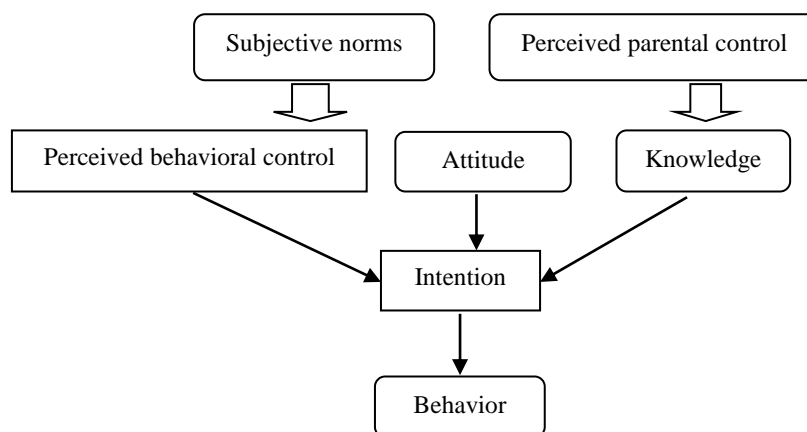 Subjective norms
Perceived parental control
Perceived behavioral control
Attitude
Knowledge
Intention
Behavior